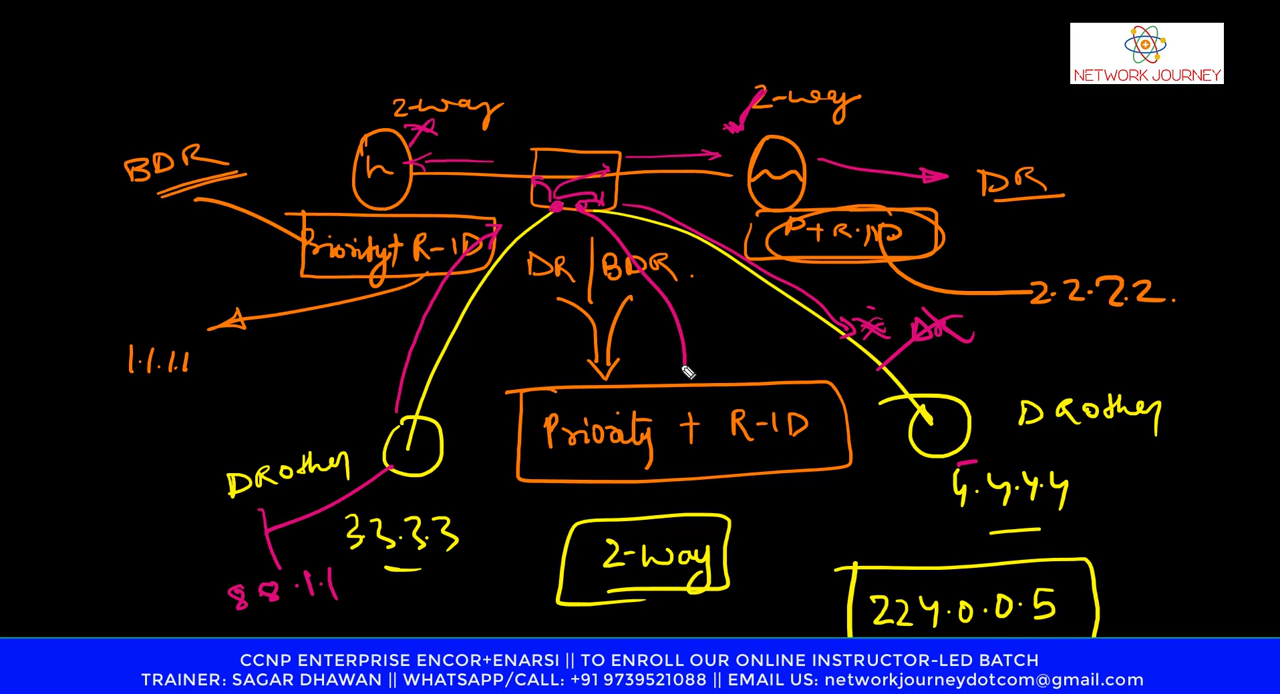 NETWORK JOURNEY
2-way
2-way
BDR
DR
Priority + R-ID
P + R-ID
DR | BDR
2.2.2.2
1.1.1.1
Priority + R-ID
DRother
DRother
4.4.4.4
3.3.3.3
2-way
88.1.1
224.0.0.5
CCNP ENTERPRISE ENCOR+ENARSI || TO ENROLL OUR ONLINE INSTRUCTOR-LED BATCH
TRAINER: SAGAR DHAWAN || WHATSAPP/CALL: +91 9739521088 || EMAIL US: networkjourneydotcom@gmail.com